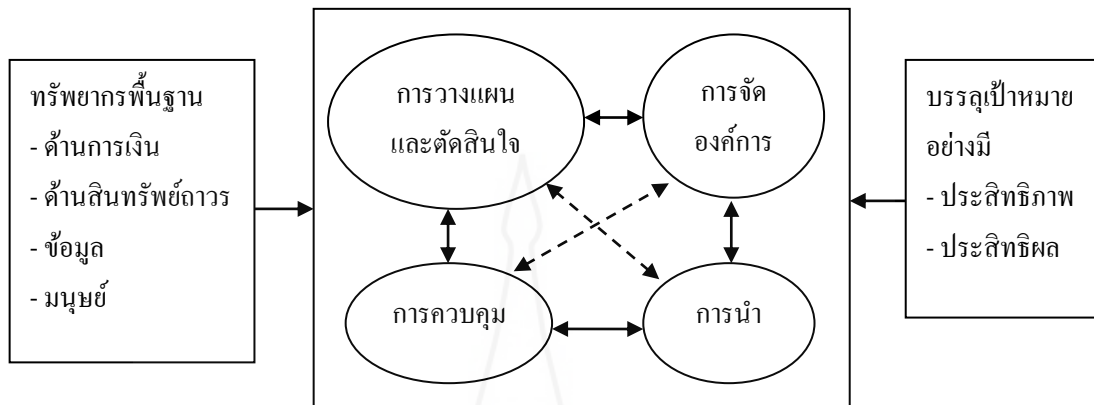 ทรัพยากรพื้นฐาน
- ด้านการเงิน
- ด้านสินทรัพย์ถาวร
- ข้อมูล
- มนุษย์
การวางแผน
และตัดสินใจ
การจัด
องค์การ
การควบคุม
การนำ
บรรลุเป้าหมาย
อย่างมี
- ประสิทธิภาพ
- ประสิทธิผล